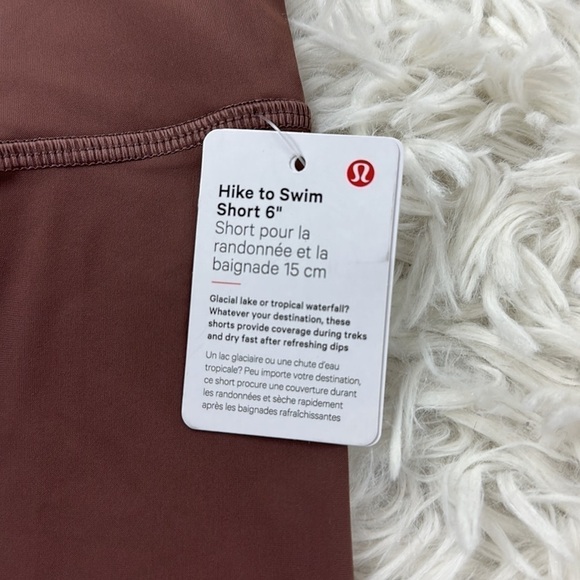 Hike to Swim
Short 6"
Short pour la
randonnée et la
baignade 15 cm
Glacial lake or tropical waterfall?
Whatever your destination, these
shorts provide coverage during treks
and dry fast after refreshing dips
Un lac glaciaire ou une chute d'eau
tropicale? Peu importe votre destination,
ce short procure une couverture durant
les randonnées et sèche rapidement
après les baignades rafraîchissantes